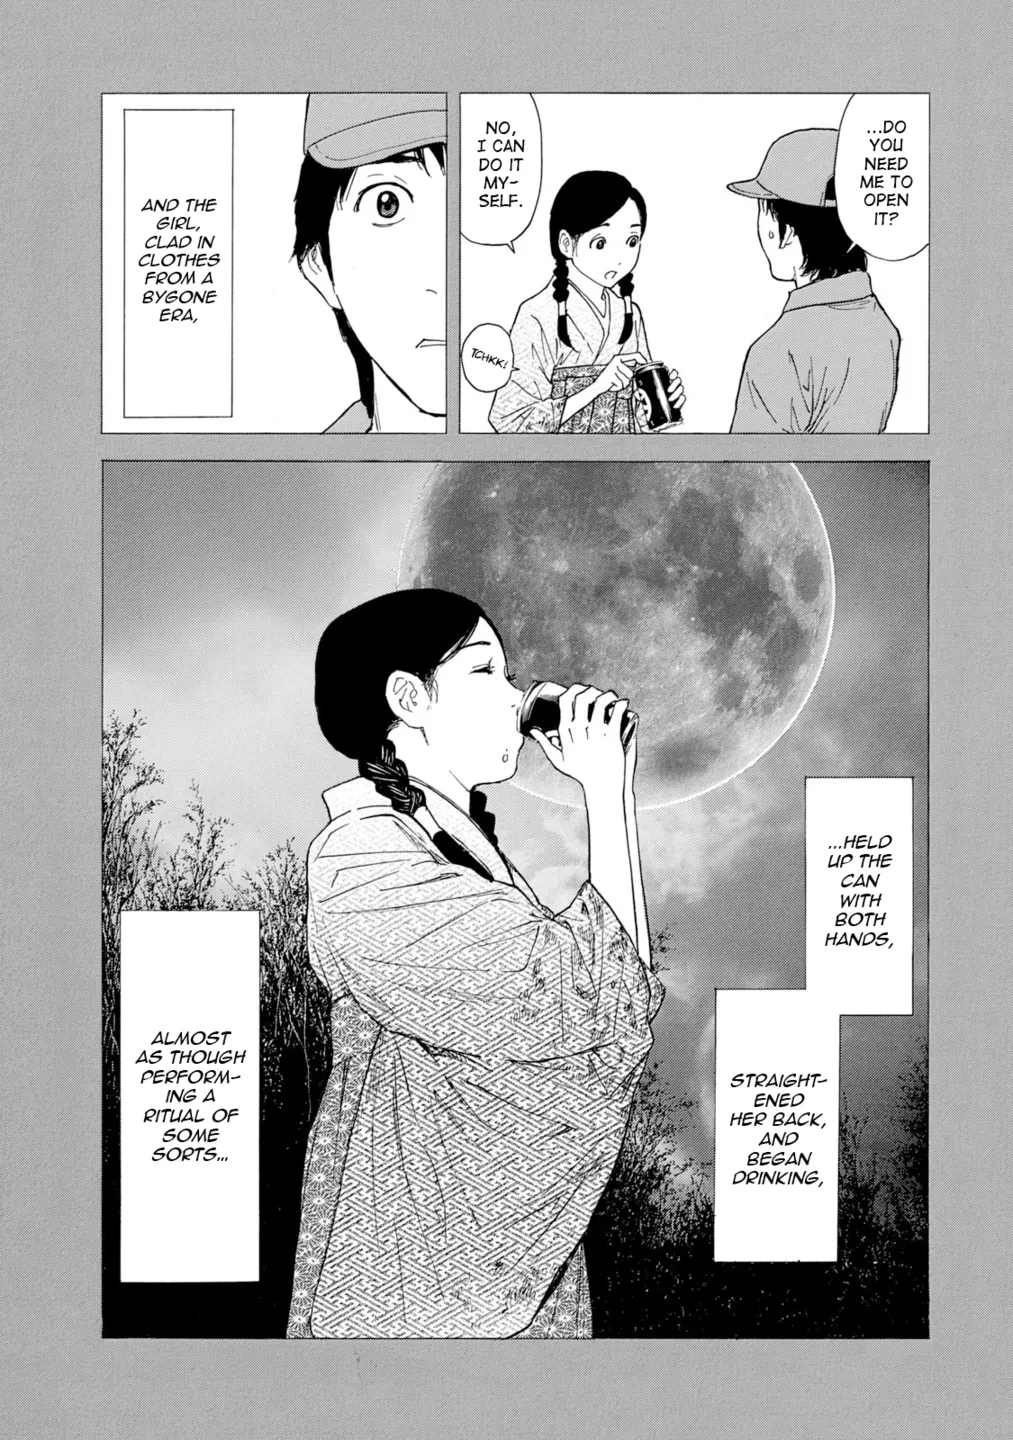 ...DO
YOU
NEED
ME TO
OPEN
IT?
NO,
I CAN
DO IT
MY-
SELF.
TCHKK!
AND THE
GIRL,
CLAD IN
CLOTHES
FROM A
BYGONE
ERA,
...HELD
UP THE
CAN
WITH
BOTH
HANDS,
STRAIGHT-
ENED
HER BACK,
AND
BEGAN
DRINKING,
ALMOST
AS THOUGH
PERFORM-
ING A
RITUAL OF
SOME
SORTS...